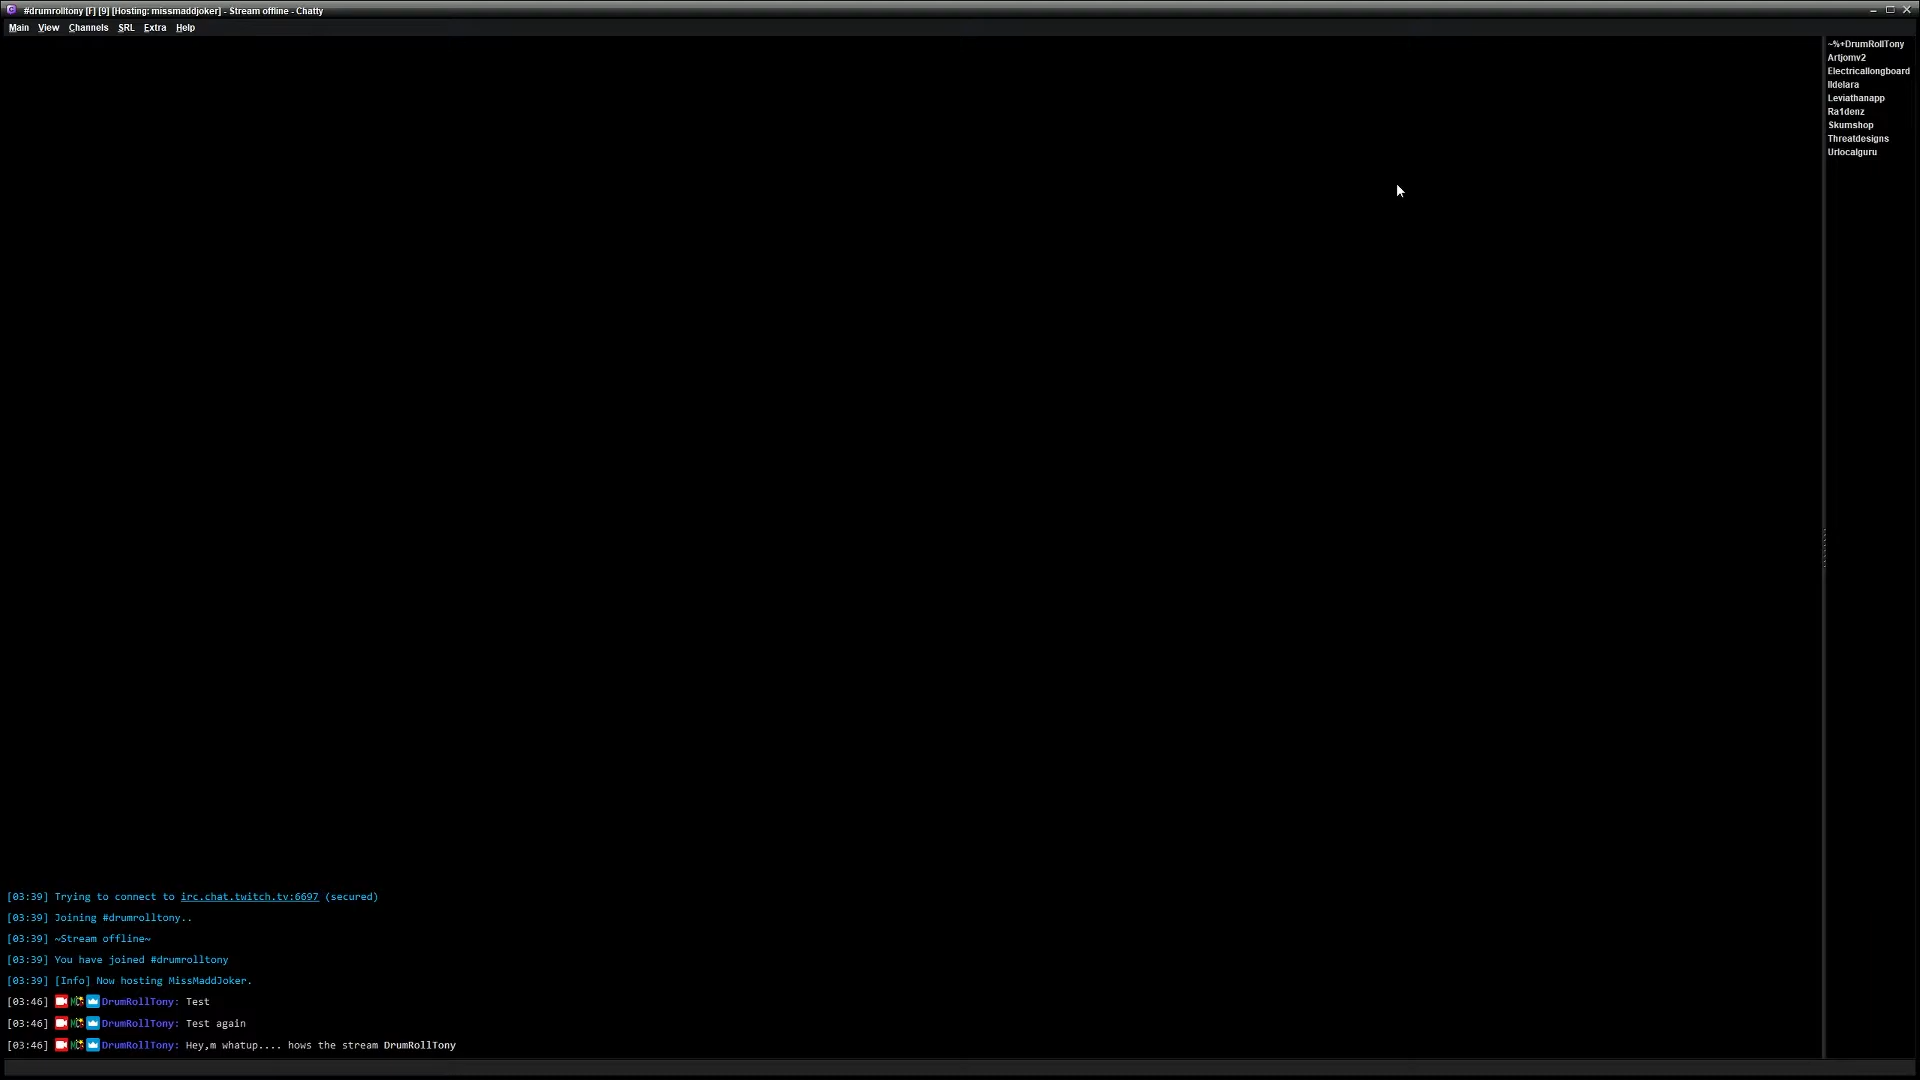 #drumrolltony [F] [9] [Hosting: missmaddjoker] - Stream offline - Chatty
Main View Channels SRL Extra Help
~%+DrumRollTony
Artjomv2
Electricallongboard
Ildelara
Leviathanapp
Ra1denz
Skumshop
Threatdesigns
Urlocalguru
[03:39] Trying to connect to irc.chat.twitch.tv:6697 (secured)
[03:39] Joining #drumrolltony..
[03:39] ~Stream offline~
[03:39] You have joined #drumrolltony
[03:39] [Info] Now hosting MissMaddJoker.
[03:46] DrumRollTony: Test
[03:46] DrumRollTony: Test again
[03:46] DrumRollTony: Hey,m whatup.... hows the stream DrumRollTony